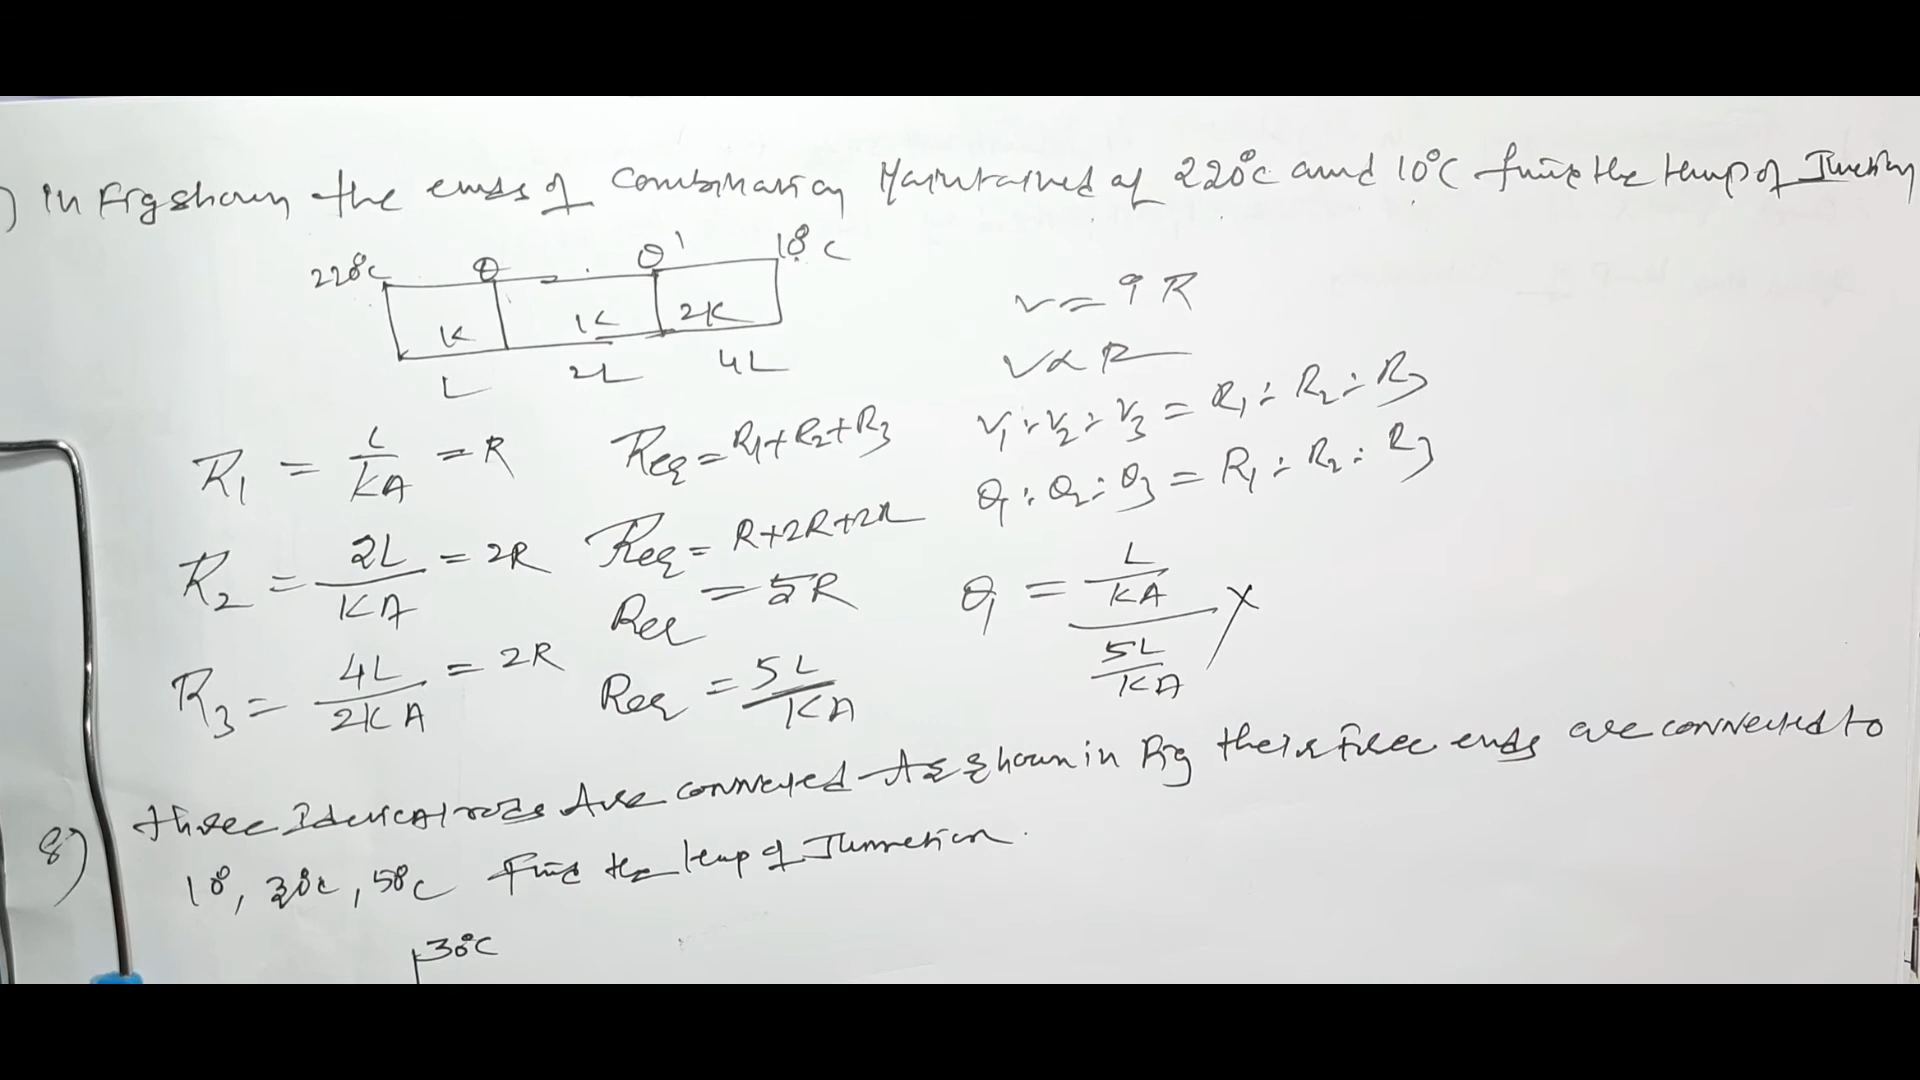 ) In Fig shown the ends of Combination Maintained at 220°C and 10°C find the temp of Junction
220°C θ θ' 10°C
K K 2K
L 2L 4L
V = q R
V ∝ R
V1 : V2 : V3 = R1 : R2 : R3
θ1 : θ2 : θ3 = R1 : R2 : R3
R1 = L/KA = R Req = R1+R2+R3
R2 = 2L/KA = 2R Req = R+2R+2R
Req = 5R
R3 = 4L/2KA = 2R Req = 5L/KA
θ1 = (L/KA)/(5L/KA) ×
8) three Identical rods Are connected As shown in Fig their Free ends are connected to
10°, 30°C, 50°C Find the temp of Junction.
30°C